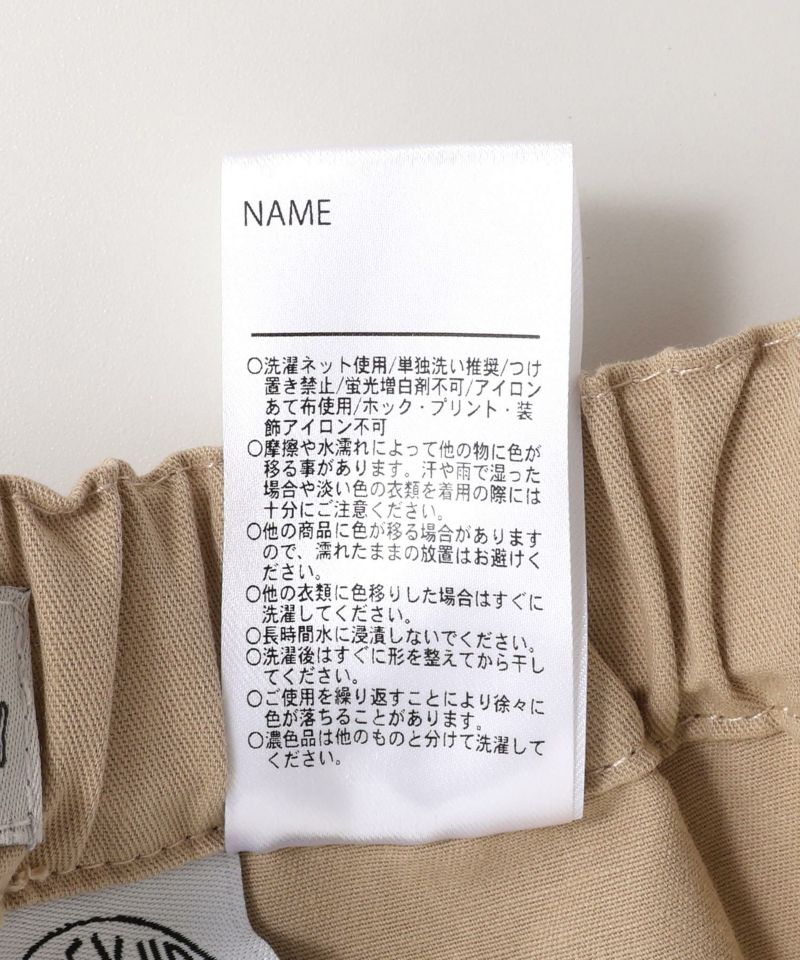 NAME
○洗濯ネット使用/単独洗い推奨/つけ
置き禁止/蛍光増白剤不可/アイロン
あて布使用/ホック・プリント・装
飾アイロン不可
○摩擦や水濡れによって他の物に色が
移る事があります。汗や雨で湿った
場合や淡い色の衣類を着用の際には
十分にご注意ください。
○他の商品に色が移る場合があります
ので、濡れたままの放置はお避けく
ださい。
○他の衣類に色移りした場合はすぐに
洗濯してください。
○長時間水に浸漬しないでください。
○洗濯後はすぐに形を整えてから干し
てください。
○ご使用を繰り返すことにより徐々に
色が落ちることがあります。
○濃色品は他のものと分けて洗濯して
ください。